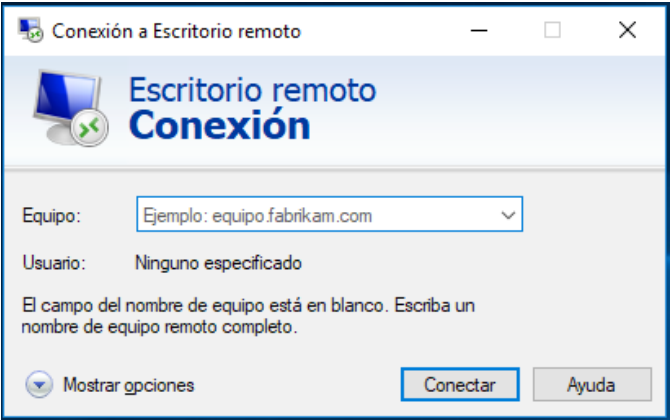 Conexión a Escritorio remoto
Escritorio remoto
Conexión
Equipo: Ejemplo: equipo.fabrikam.com
Usuario: Ninguno especificado
El campo del nombre de equipo está en blanco. Escriba un
nombre de equipo remoto completo.
Mostrar opciones Conectar Ayuda